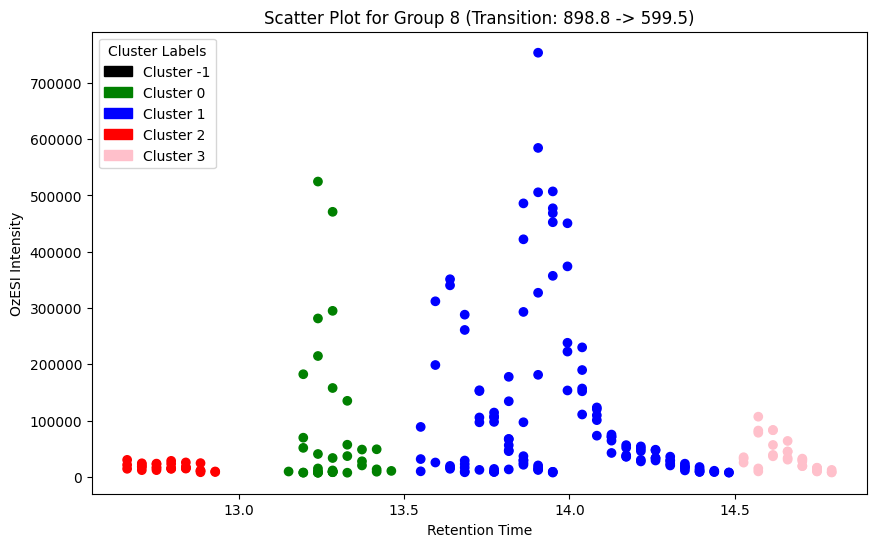 Scatter Plot for Group 8 (Transition: 898.8 -> 599.5)
Cluster Labels
Cluster -1
Cluster 0
Cluster 1
Cluster 2
Cluster 3
OzESI Intensity
700000
600000
500000
400000
300000
200000
100000
0
13.0 13.5 14.0 14.5
Retention Time